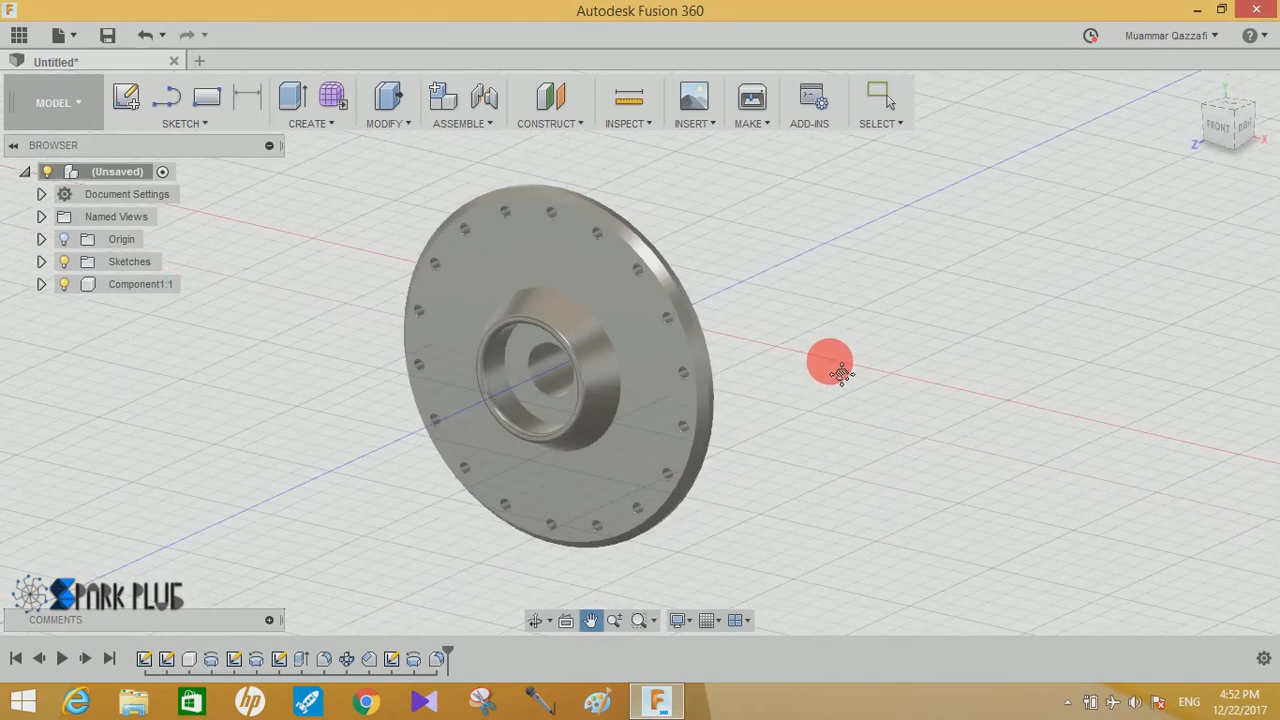 Autodesk Fusion 360
Untitled*
Muammar Qazzafi
MODEL
SKETCH
CREATE
MODIFY
ASSEMBLE
CONSTRUCT
INSPECT
INSERT
MAKE
ADD-INS
SELECT
BROWSER
(Unsaved)
Document Settings
Named Views
Origin
Sketches
Component1:1
Y
FRONT
RIGHT
Z
X
SPARK PLUG
COMMENTS
ENG
4:52 PM
12/22/2017